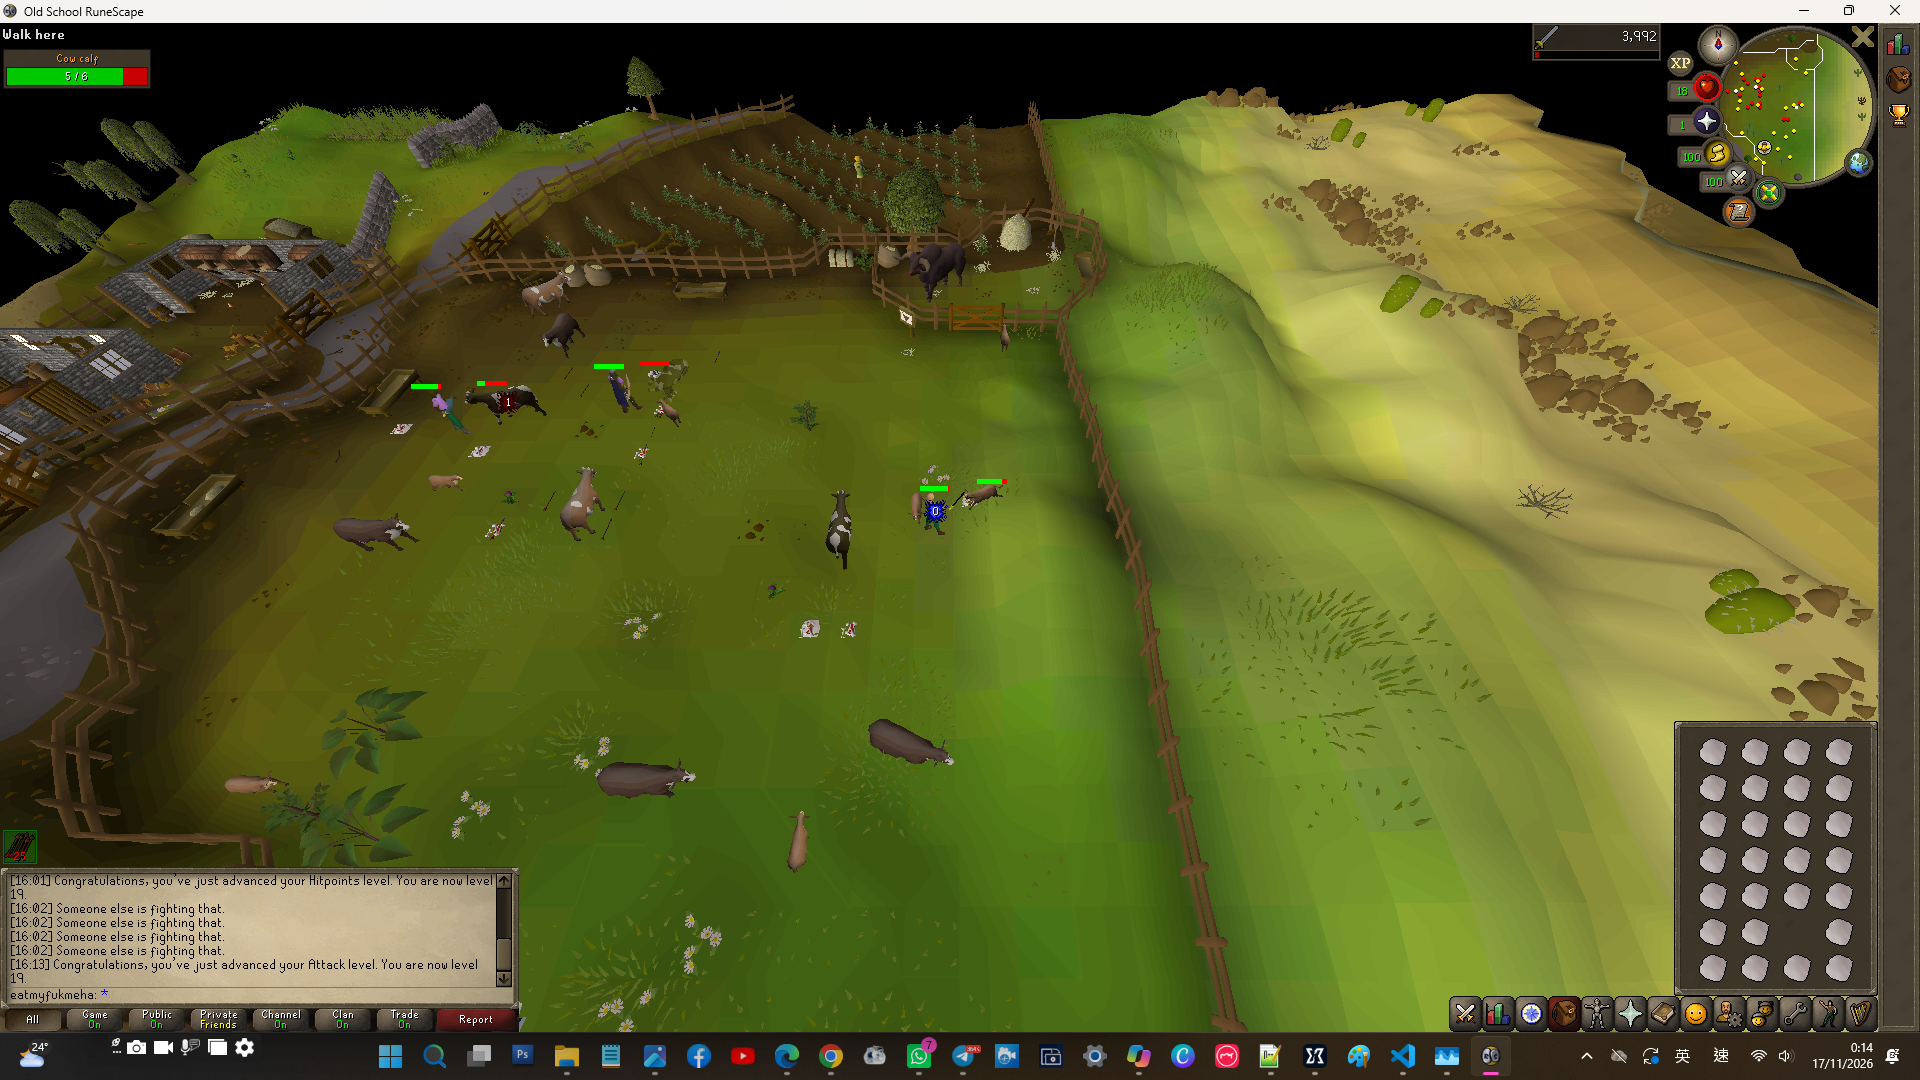 Old School RuneScape
Walk here
Cow calf
5 / 6
3,992
XP
N
18
1
100
100
1
0
25
[16:01] Congratulations, you've just advanced your Hitpoints level. You are now level
19.
[16:02] Someone else is fighting that.
[16:02] Someone else is fighting that.
[16:02] Someone else is fighting that.
[16:02] Someone else is fighting that.
[16:13] Congratulations, you've just advanced your Attack level. You are now level
19.
eatmyfukmeha: *
All
Game
On
Public
On
Private
Friends
Channel
On
Clan
On
Trade
On
Report
24°
Ps
7
英
速
0:14
17/11/2026